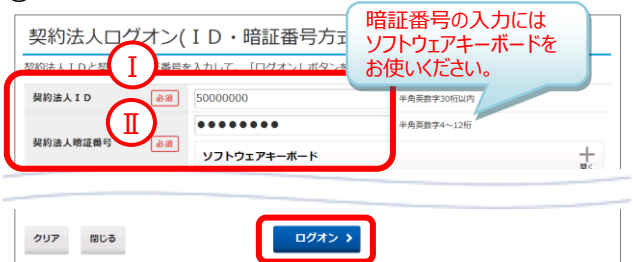 契約法人ログオン(ＩＤ・暗証番号方式
暗証番号の入力には
ソフトウェアキーボードを
お使いください。
契約法人ＩＤと契
番号を入力して、「ログオン」ボタンを
Ⅰ
契約法人ＩＤ
必須
50000000
半角英数字30桁以内
Ⅱ
●●●●●●●●
半角英数字4～12桁
契約法人暗証番号
必須
ソフトウェアキーボード
開く
クリア
閉じる
ログオン